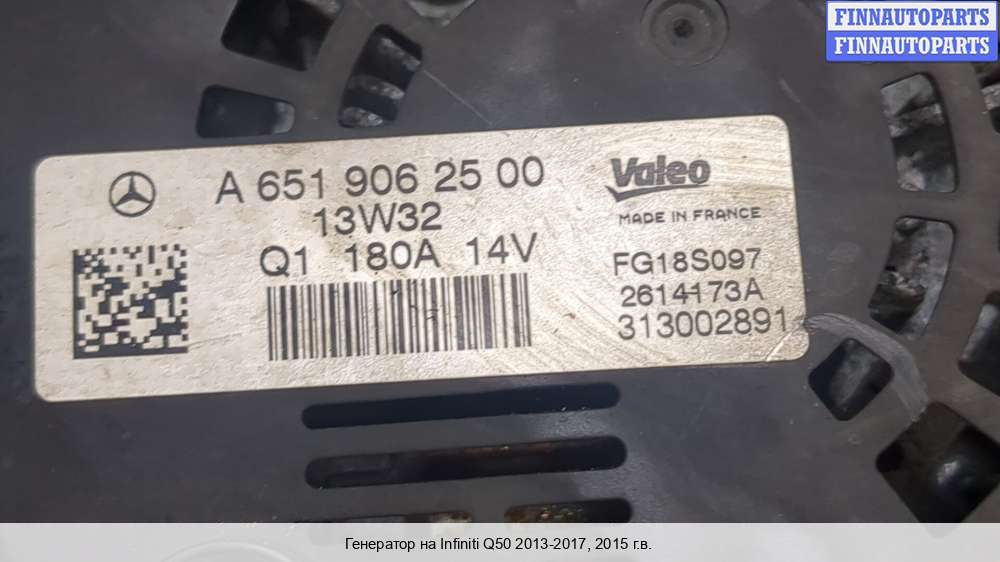 FINNAUTOPARTS
FINNAUTOPARTS
A 651 906 25 00
13W32
Q1 180A 14V
Valeo
MADE IN FRANCE
FG18S097
2614173A
313002891
Генератор на Infiniti Q50 2013-2017, 2015 г.в.